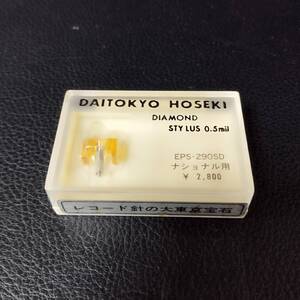 DAITOKYO HOSEKI
DIAMOND
STYLUS 0.5mil
EPS-290SD
ナショナル用
¥ 2,800
レコード針の大東京宝石